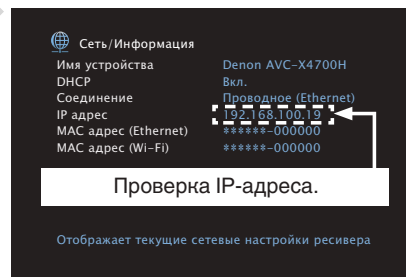 Сеть/Информация
Имя устройства Denon AVC-X4700H
DHCP Вкл.
Соединение Проводное (Ethernet)
IP адрес 192.168.100.19
MAC адрес (Ethernet) ******-000000
MAC адрес (Wi-Fi) ******-000000
Проверка IP-адреса.
Отображает текущие сетевые настройки ресивера